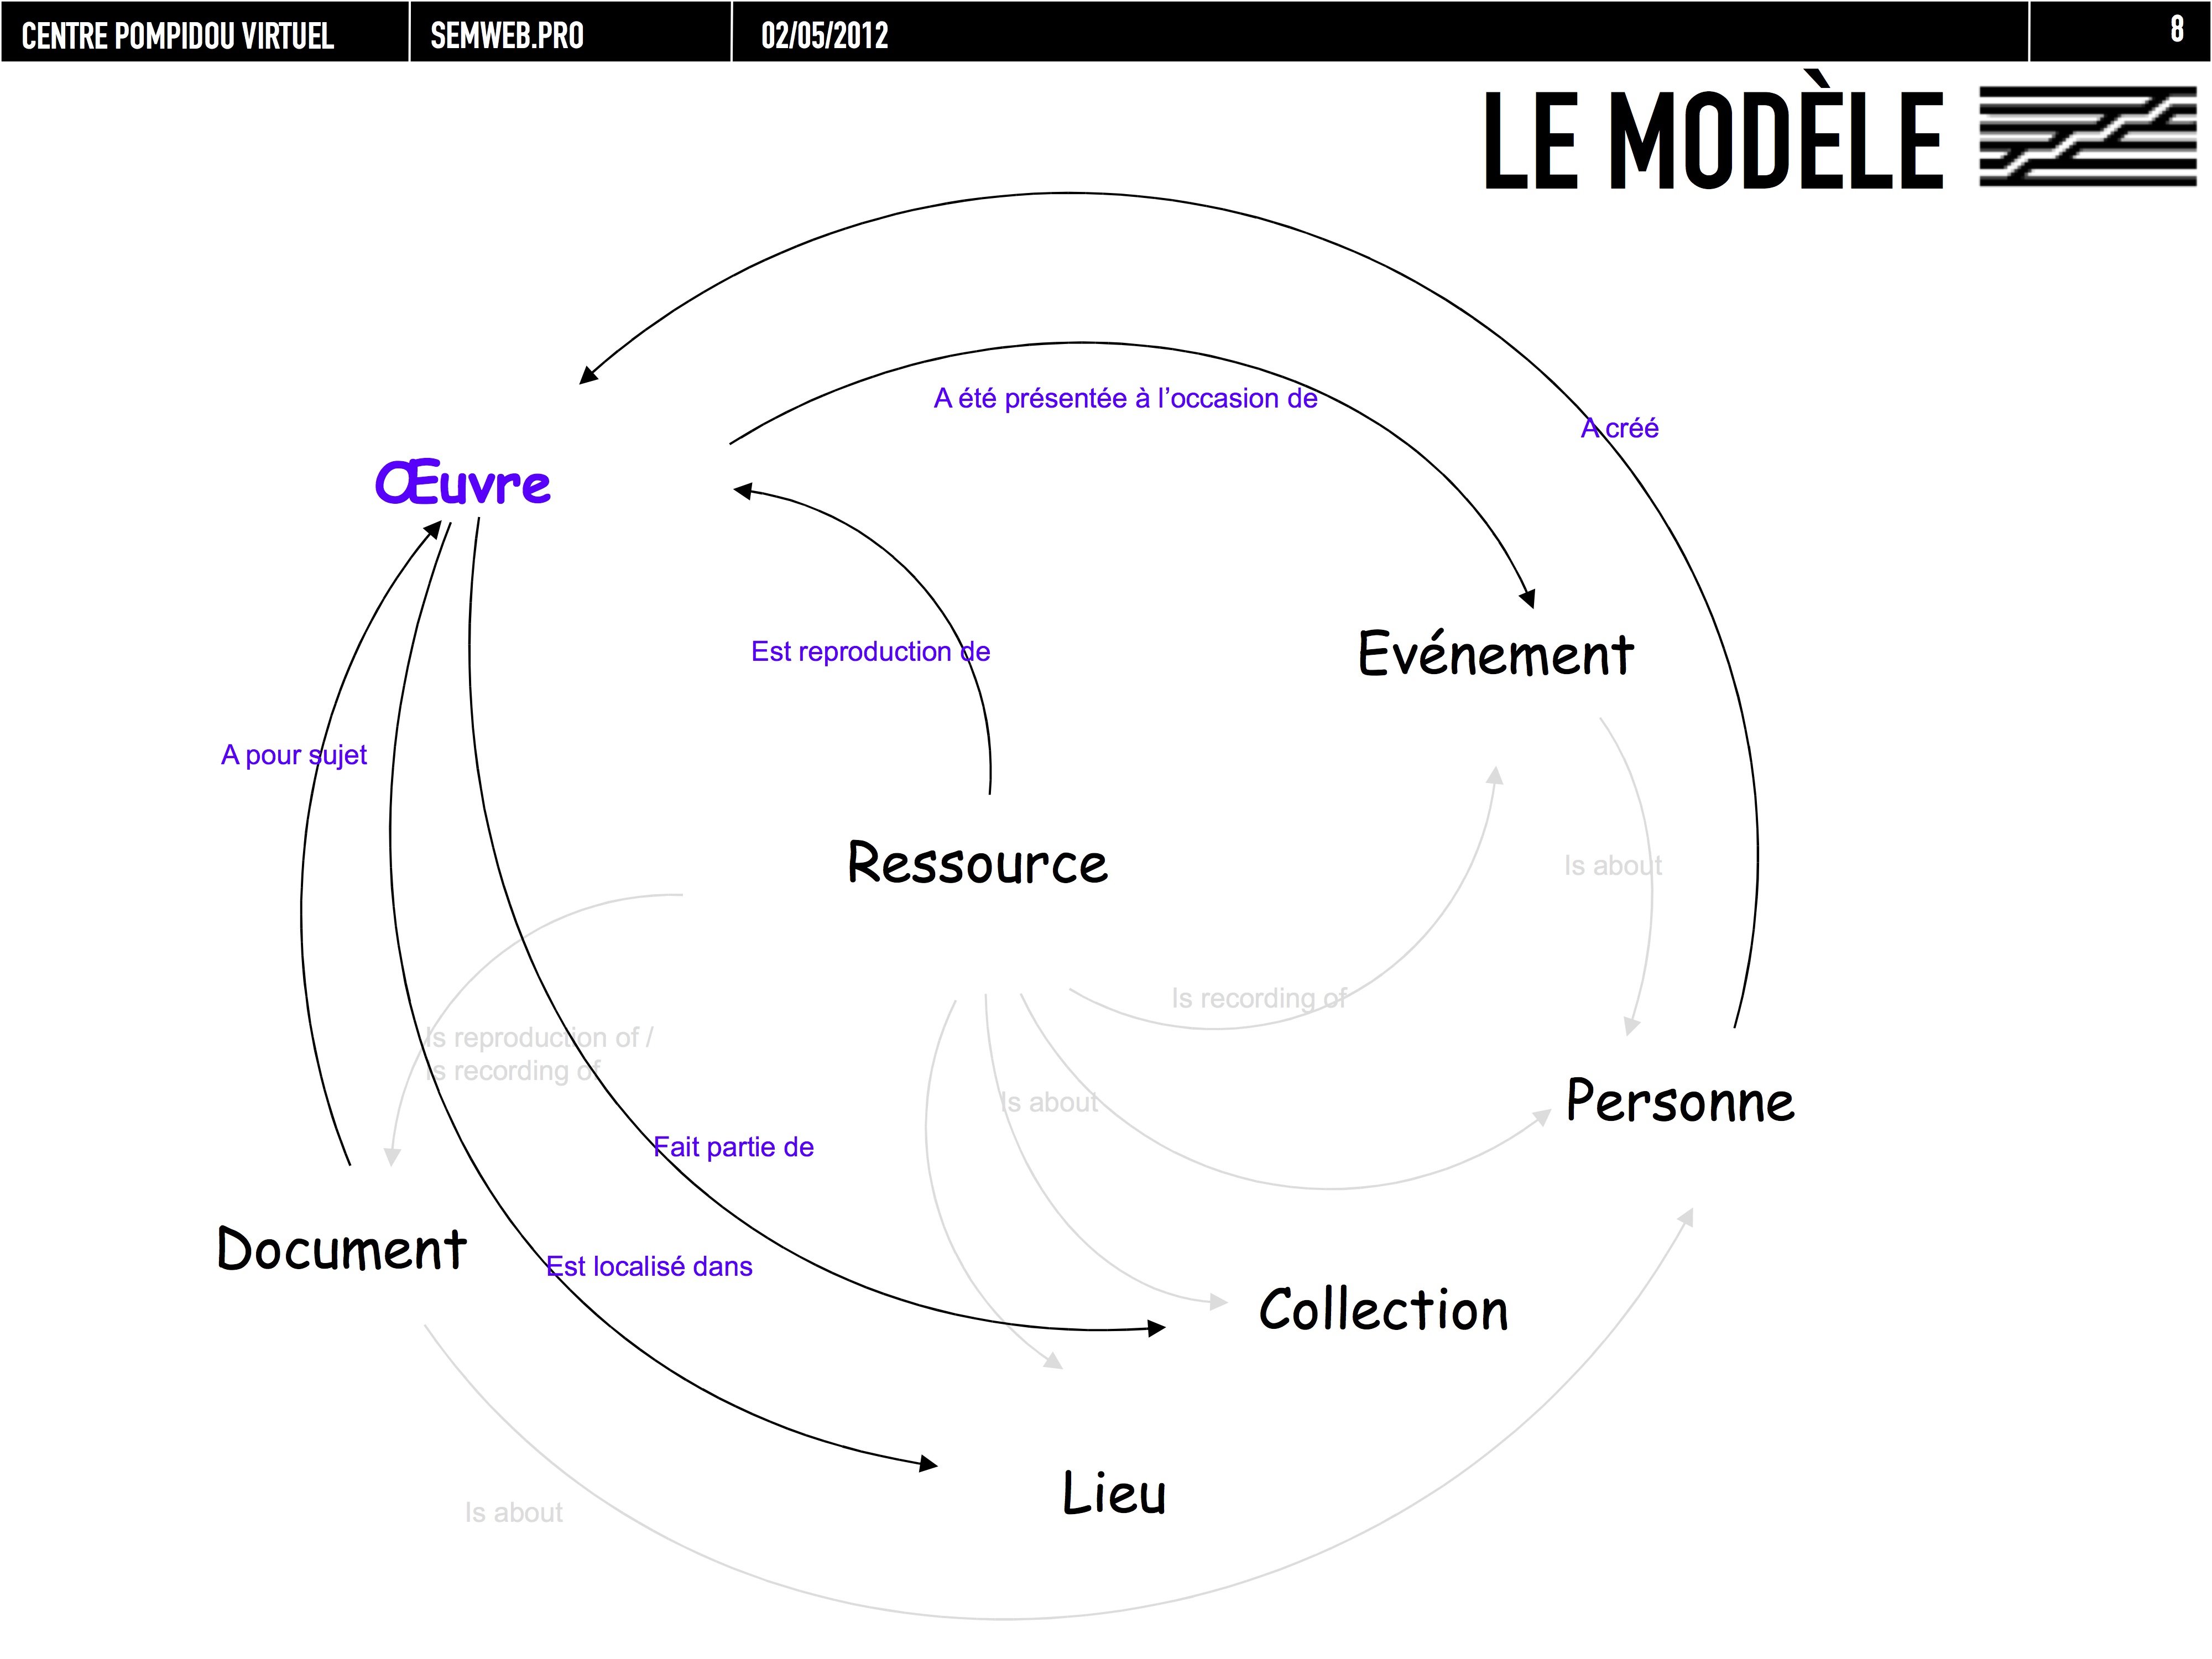 CENTRE POMPIDOU VIRTUEL
SEMWEB.PRO
02/05/2012
8
LE MODÈLE
A été présentée à l’occasion de
A créé
Œuvre
Est reproduction de
Evénement
A pour sujet
Ressource
Is about
Is recording of
Is reproduction of /
Is recording of
Is about
Personne
Fait partie de
Document
Est localisé dans
Collection
Lieu
Is about